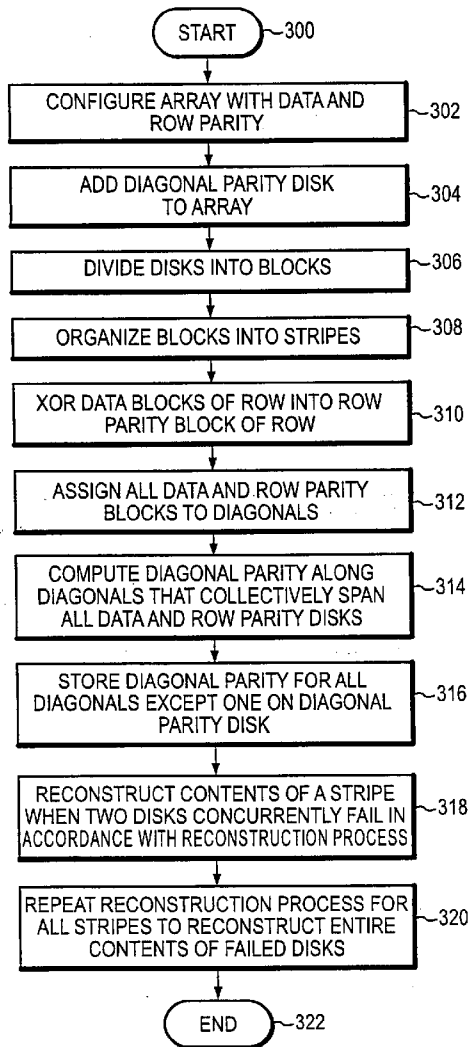 START
300
CONFIGURE ARRAY WITH DATA AND
ROW PARITY
302
ADD DIAGONAL PARITY DISK
TO ARRAY
304
DIVIDE DISKS INTO BLOCKS
306
ORGANIZE BLOCKS INTO STRIPES
308
XOR DATA BLOCKS OF ROW INTO ROW
PARITY BLOCK OF ROW
310
ASSIGN ALL DATA AND ROW PARITY
BLOCKS TO DIAGONALS
312
COMPUTE DIAGONAL PARITY ALONG
DIAGONALS THAT COLLECTIVELY SPAN
ALL DATA AND ROW PARITY DISKS
314
STORE DIAGONAL PARITY FOR ALL
DIAGONALS EXCEPT ONE ON DIAGONAL
PARITY DISK
316
RECONSTRUCT CONTENTS OF A STRIPE
WHEN TWO DISKS CONCURRENTLY FAIL IN
ACCORDANCE WITH RECONSTRUCTION PROCESS
318
REPEAT RECONSTRUCTION PROCESS FOR
ALL STRIPES TO RECONSTRUCT ENTIRE
CONTENTS OF FAILED DISKS
320
END
322